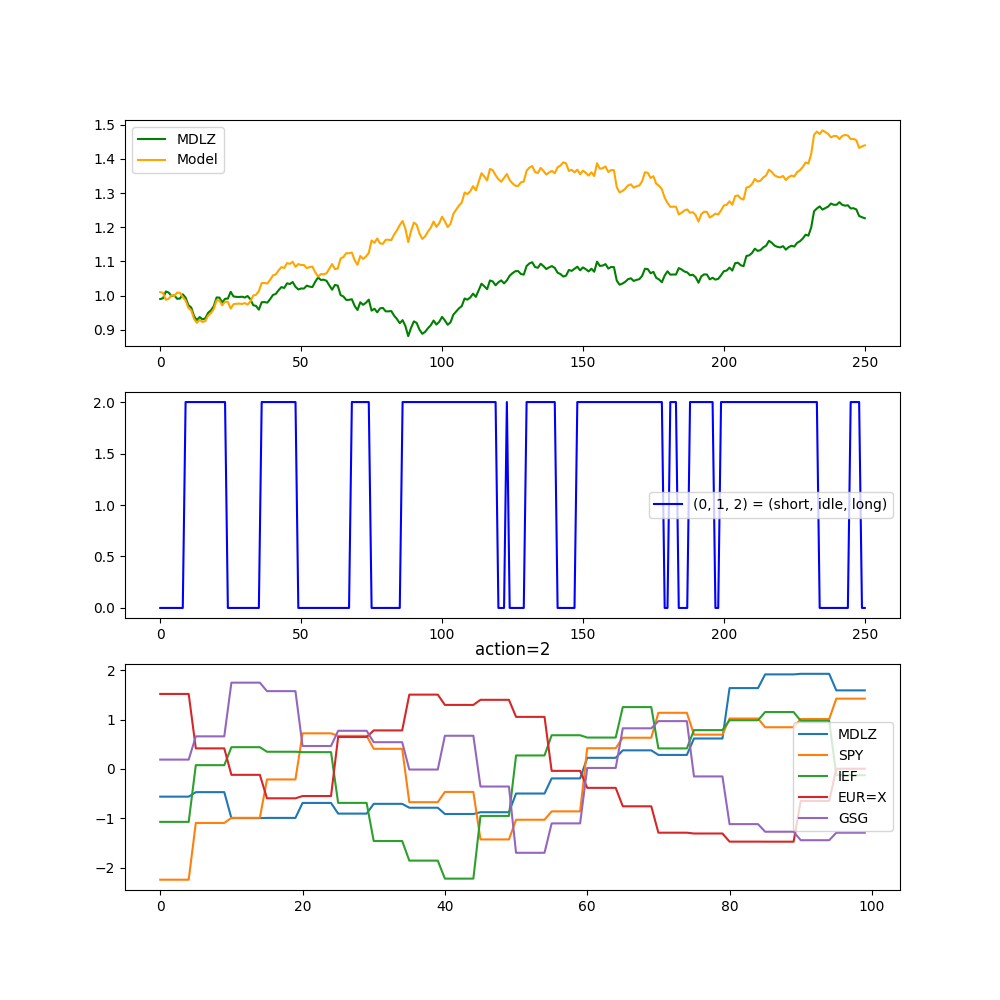 1.5
1.4
1.3
1.2
1.1
1.0
0.9
MDLZ
Model
0 50 100 150 200 250
2.0
1.5
1.0
0.5
0.0
(0, 1, 2) = (short, idle, long)
0 50 100 150 200 250
action=2
2
1
0
−1
−2
MDLZ
SPY
IEF
EUR=X
GSG
0 20 40 60 80 100